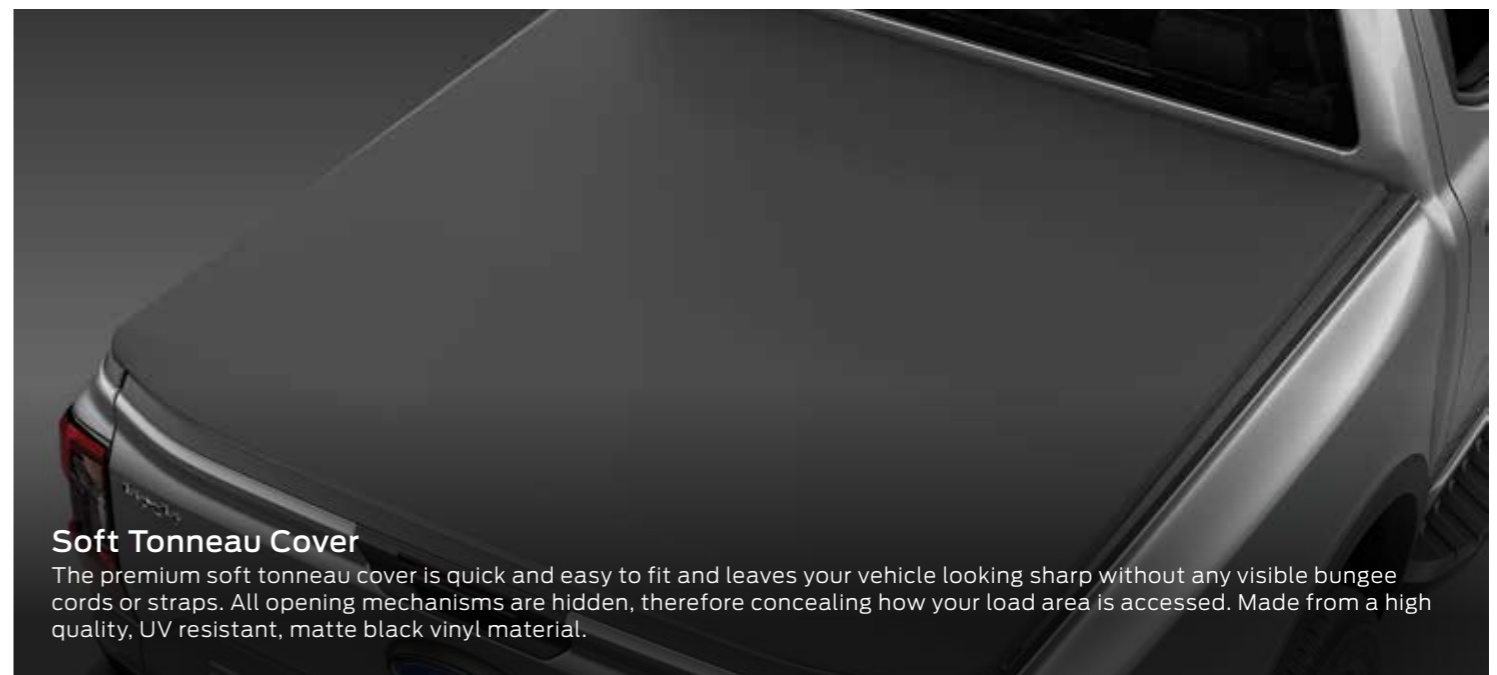 Soft Tonneau Cover
The premium soft tonneau cover is quick and easy to fit and leaves your vehicle looking sharp without any visible bungee
cords or straps. All opening mechanisms are hidden, therefore concealing how your load area is accessed. Made from a high
quality, UV resistant, matte black vinyl material.